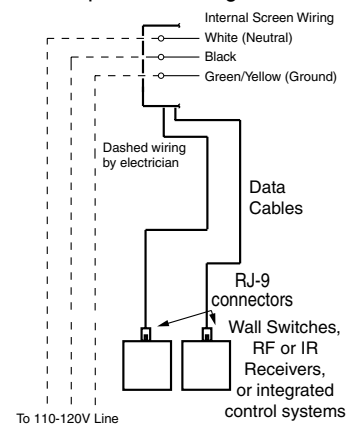 Internal Screen Wiring
White (Neutral)
Black
Green/Yellow (Ground)
Dashed wiring
by electrician
Data
Cables
RJ-9
connectors
Wall Switches,
RF or IR
Receivers,
or integrated
control systems
To 110-120V Line